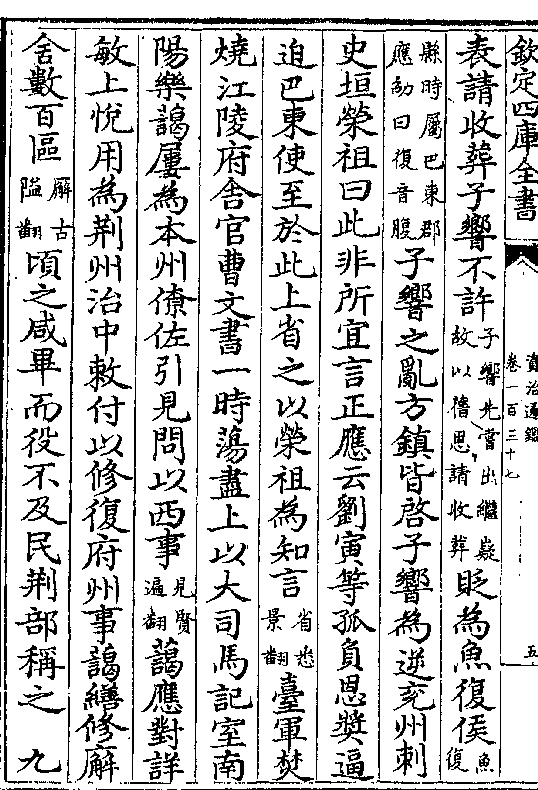 欽定四庫全書
資治通鑑
卷一百三十七
五
表請收葬子響不許子響先嘗出繼嶷故以舊恩請收葬貶為魚復侯魚復
縣時屬巴東郡應劭曰復音腹子響之亂方鎮皆啓子響為逆兖州刺
史垣榮祖曰此非所宜言正應云劉寅等孤負恩奬逼
迫巴東使至於此上省之以榮祖為知言省悉景翻臺軍焚
燒江陵府舍官曹文書一時蕩盡上以大司馬記室南
陽樂藹屢為本州僚佐引見問以西事見賢遍翻藹應對詳
敏上悅用為荆州治中敕付以修復府州事藹繕修廨
舍數百區廨古隘翻頃之咸畢而役不及民荆部稱之 九